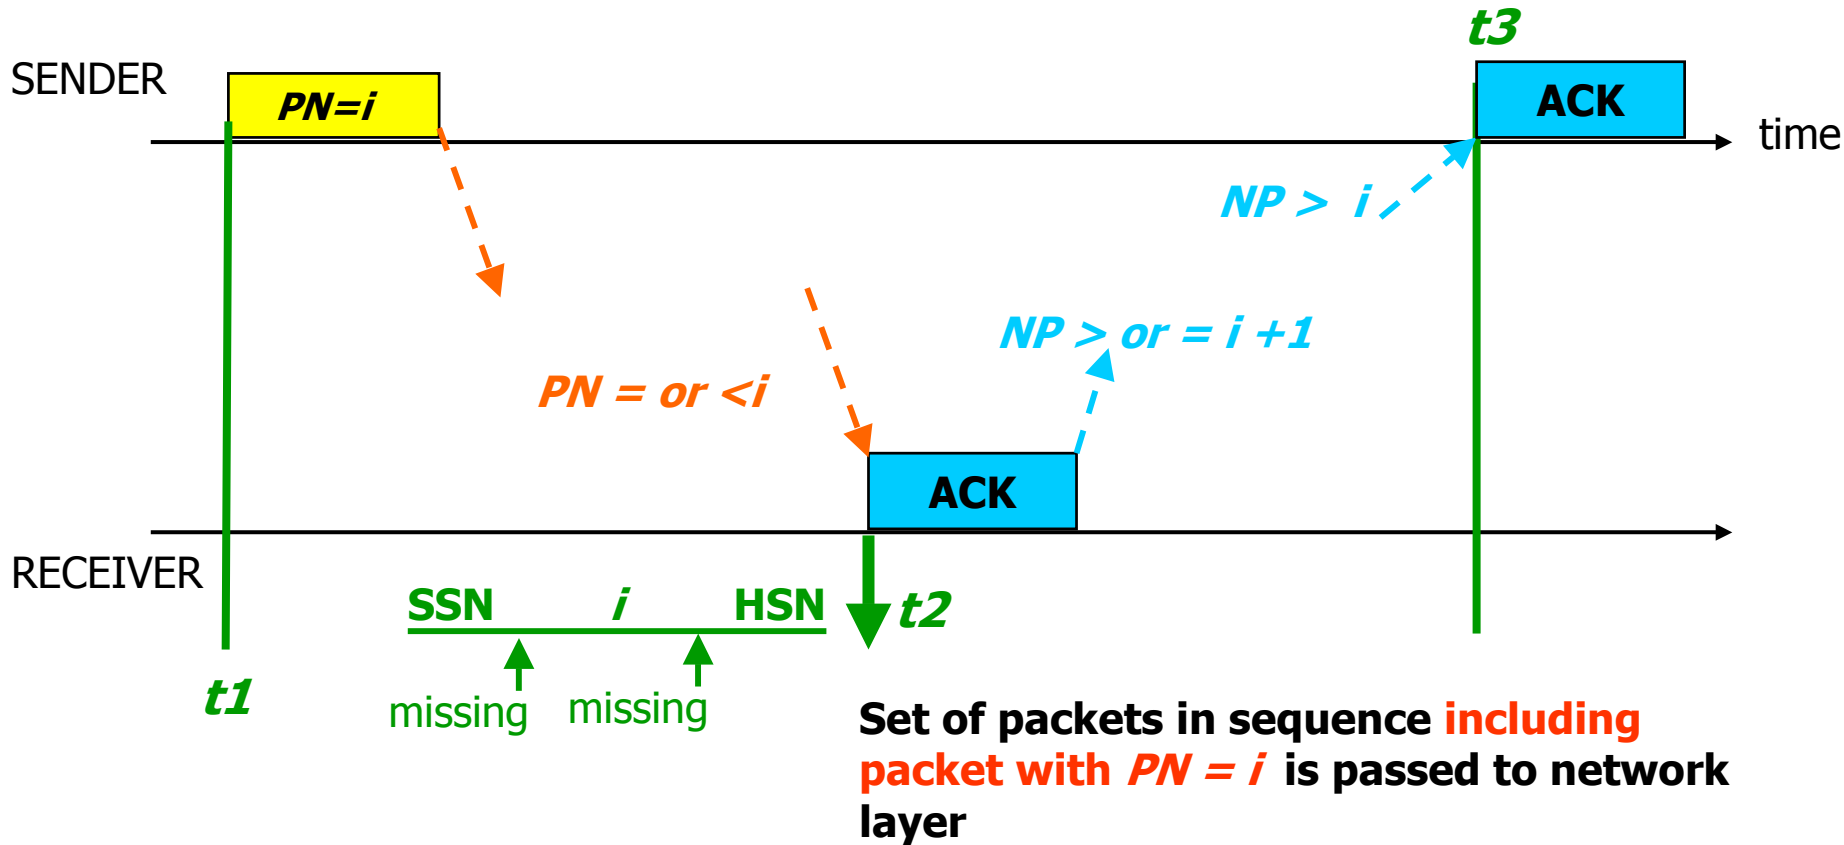 t3
SENDER
PN=i
ACK
time
NP > i
NP > or = i +1
PN = or <i
ACK
RECEIVER
SSN i HSN
t2
t1
missing missing
Set of packets in sequence including
packet with PN = i is passed to network
layer